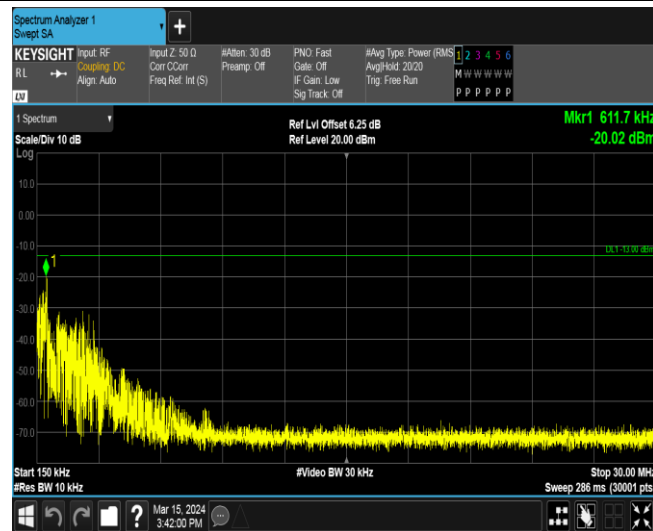 Spectrum Analyzer 1
Swept SA
+
KEYSIGHT
RL
LXI
Input: RF
Coupling: DC
Align: Auto
Input Z: 50 Ω
Corr CCorr
Freq Ref: Int (S)
#Atten: 30 dB
Preamp: Off
PNO: Fast
Gate: Off
IF Gain: Low
Sig Track: Off
#Avg Type: Power (RMS
Avg|Hold: 20/20
Trig: Free Run
1 2 3 4 5 6
M W W W W W
P P P P P P
1 Spectrum
Scale/Div 10 dB
Log
Ref Lvl Offset 6.25 dB
Ref Level 20.00 dBm
Mkr1 611.7 kHz
-20.02 dBm
10.0
0.00
-10.0
DL1 -13.00 dBm
1
-20.0
-30.0
-40.0
-50.0
-60.0
-70.0
Start 150 kHz
#Res BW 10 kHz
#Video BW 30 kHz
Stop 30.00 MHz
Sweep 286 ms (30001 pts
?
Mar 15, 2024
3:42:00 PM